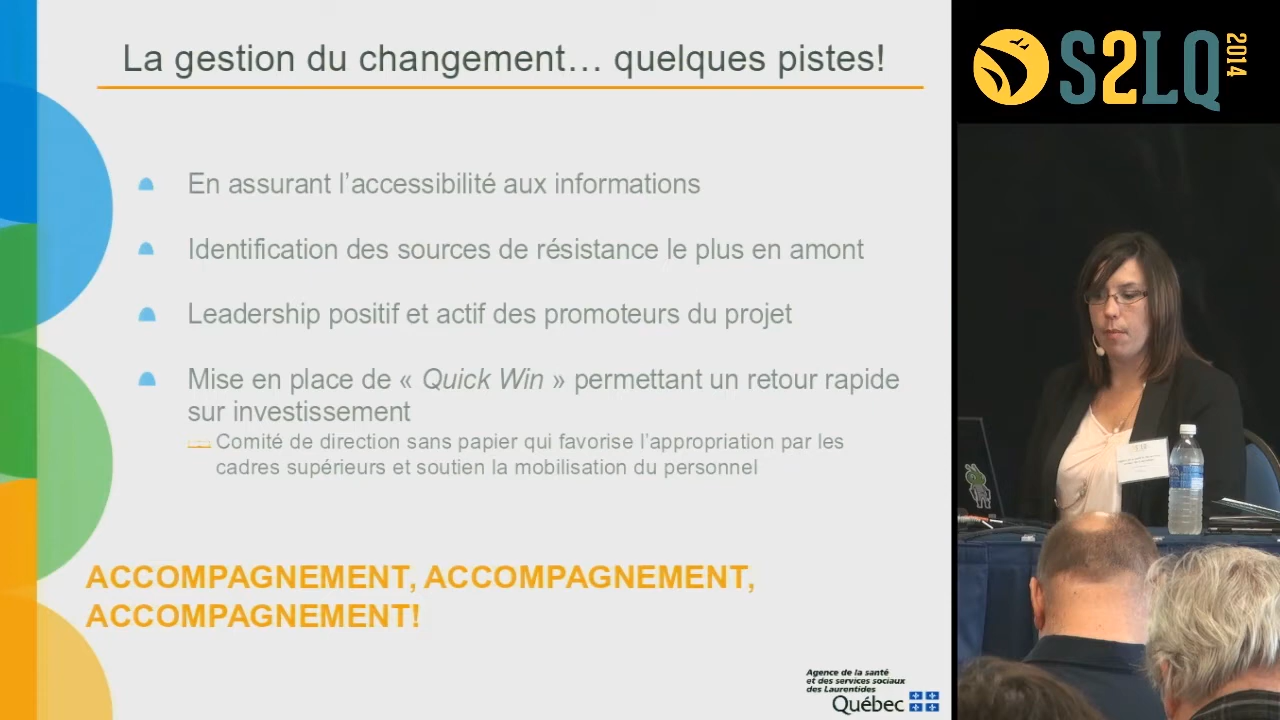 La gestion du changement… quelques pistes!
En assurant l’accessibilité aux informations
Identification des sources de résistance le plus en amont
Leadership positif et actif des promoteurs du projet
Mise en place de « Quick Win » permettant un retour rapide
sur investissement
Comité de direction sans papier qui favorise l’appropriation par les
cadres supérieurs et soutien la mobilisation du personnel
ACCOMPAGNEMENT, ACCOMPAGNEMENT,
ACCOMPAGNEMENT!
Agence de la santé
et des services sociaux
des Laurentides
Québec
S2LQ
2014